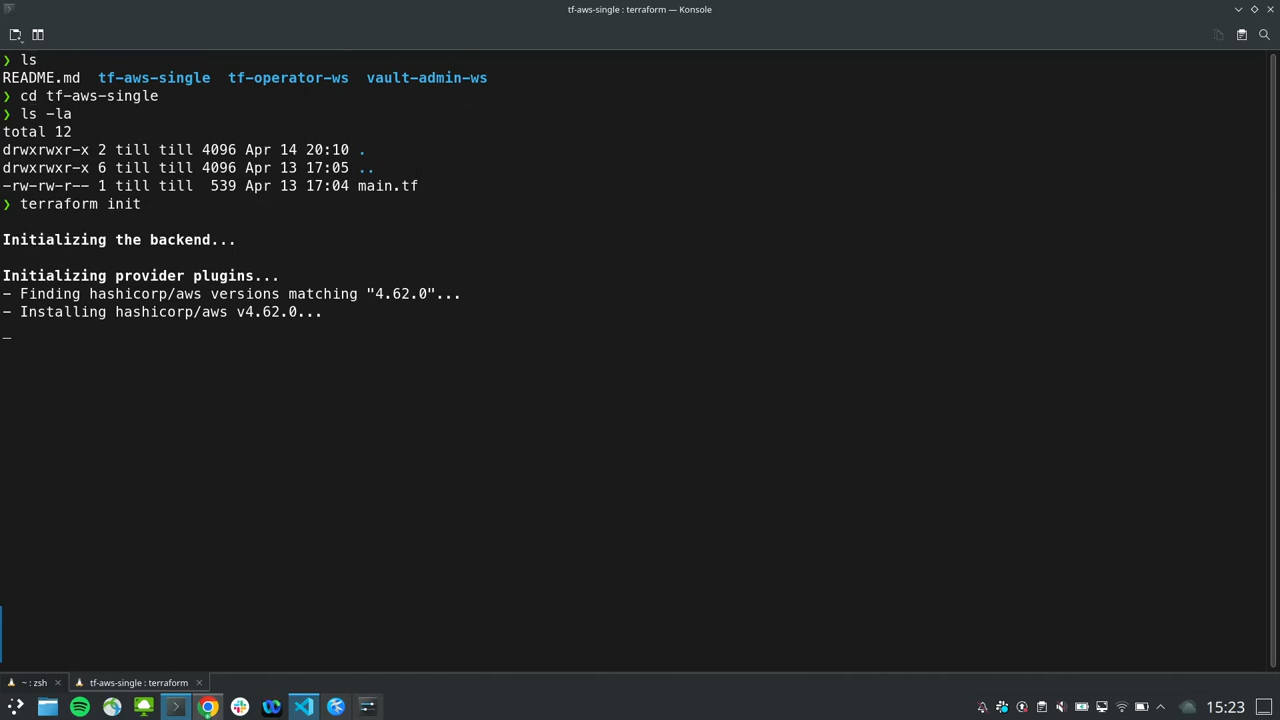 tf-aws-single : terraform — Konsole
❯ ls
README.md  tf-aws-single  tf-operator-ws  vault-admin-ws
❯ cd tf-aws-single
❯ ls -la
total 12
drwxrwxr-x 2 till till 4096 Apr 14 20:10 .
drwxrwxr-x 6 till till 4096 Apr 13 17:05 ..
-rw-rw-r-- 1 till till  539 Apr 13 17:04 main.tf
❯ terraform init
Initializing the backend...
Initializing provider plugins...
- Finding hashicorp/aws versions matching "4.62.0"...
- Installing hashicorp/aws v4.62.0...
~ : zsh
tf-aws-single : terraform
15:23